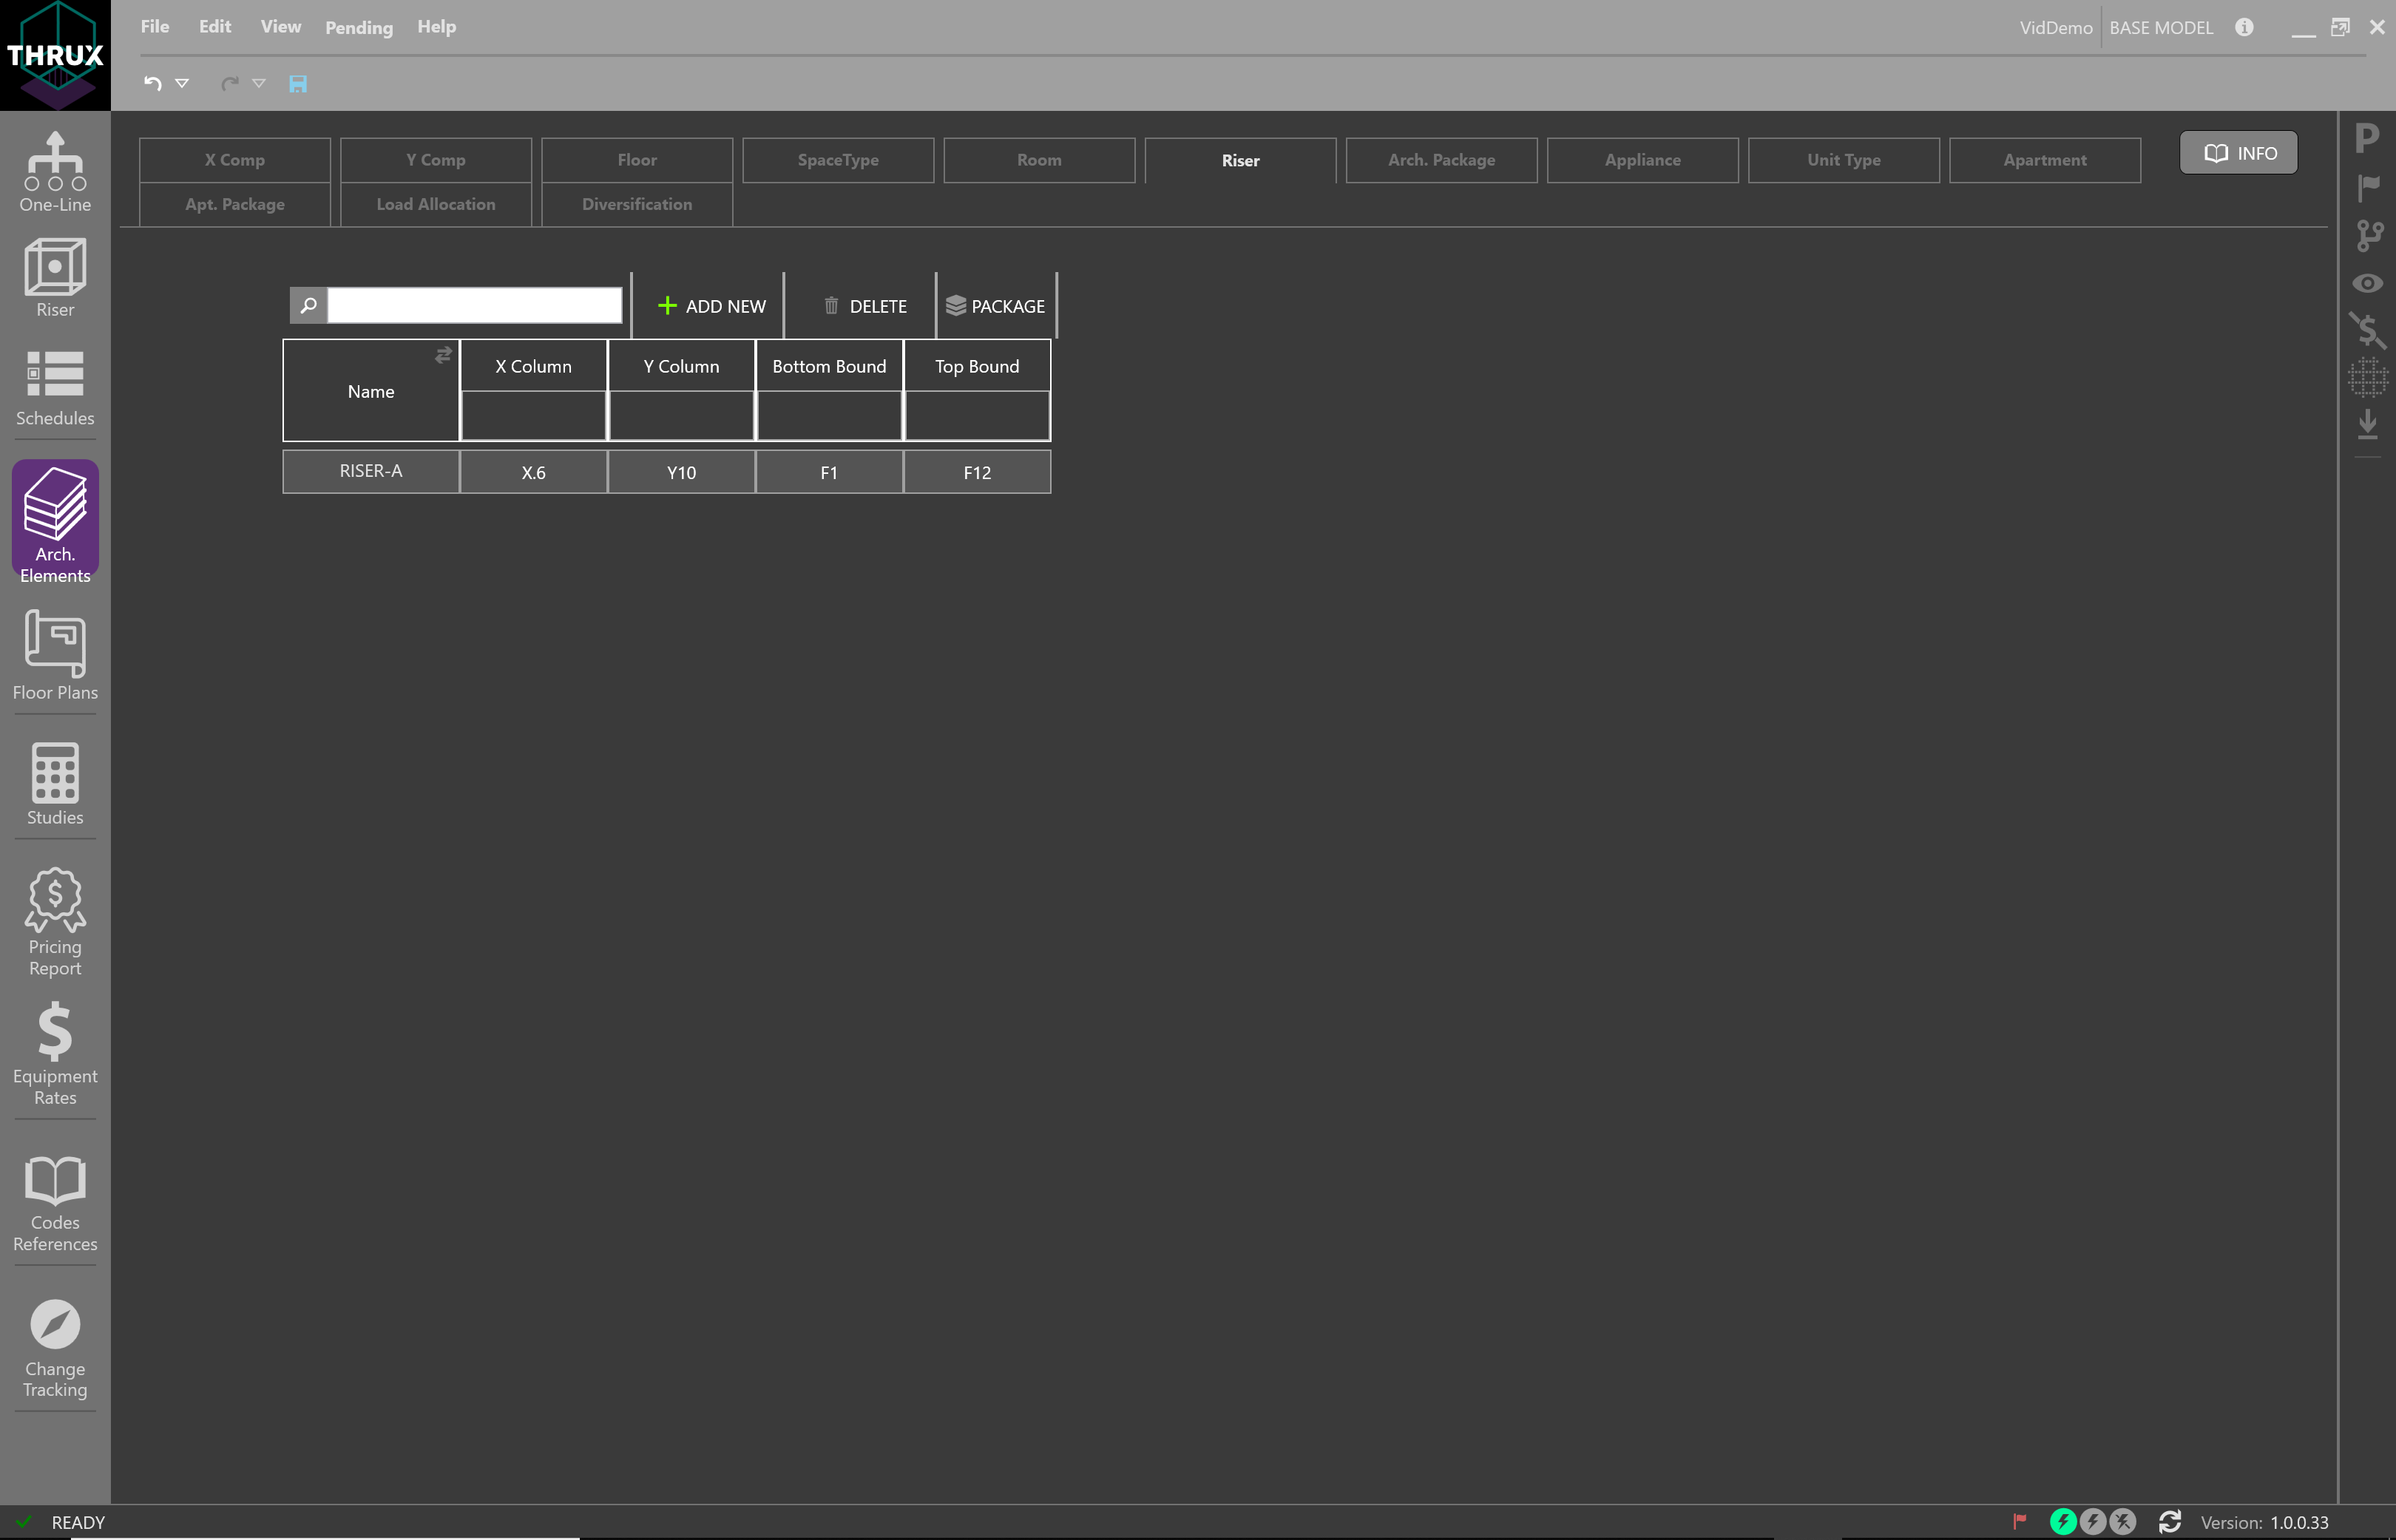 THRUX
File Edit View Pending Help
VidDemo BASE MODEL
X Comp Y Comp Floor SpaceType Room Riser Arch. Package Appliance Unit Type Apartment
INFO
Apt. Package Load Allocation Diversification
One-Line
Riser
Schedules
Arch.
Elements
Floor Plans
Studies
Pricing
Report
Equipment
Rates
Codes
References
Change
Tracking
ADD NEW DELETE PACKAGE
Name X Column Y Column Bottom Bound Top Bound
RISER-A X.6 Y10 F1 F12
P
READY
Version: 1.0.0.33